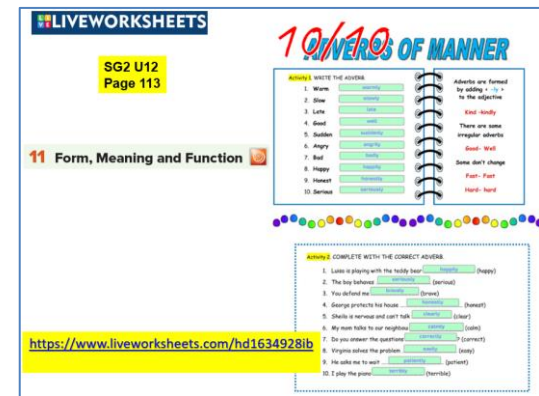 LIVEWORKSHEETS
10/10
ADVERBS OF MANNER
SG2 U12
Page 113
11 Form, Meaning and Function
https://www.liveworksheets.com/hd1634928ib
Activity 1. WRITE THE ADVERB.
1. Warm warmly
2. Slow slowly
3. Late late
4. Good well
5. Sudden suddenly
6. Angry angrily
7. Bad badly
8. Happy happily
9. Honest honestly
10. Serious seriously
Adverbs are formed
by adding « -ly »
to the adjective
Kind -kindly
There are some
irregular adverbs
Good- Well
Some don't change
Fast- Fast
Hard- hard
Activity 2. COMPLETE WITH THE CORRECT ADVERB.
1. Luisa is playing with the teddy bear happily (happy)
2. The boy behaves seriously (serious)
3. You defend me bravely (brave)
4. George protects his house ... honestly (honest)
5. Sheila is nervous and can't talk clearly (clear)
6. My mom talks to our neighbou calmly (calm)
7. Do you answer the questions correctly ? (correct)
8. Virginia solves the problem easily (easy)
9. He asks me to wait ... patiently (patient)
10. I play the piano terribly (terrible)